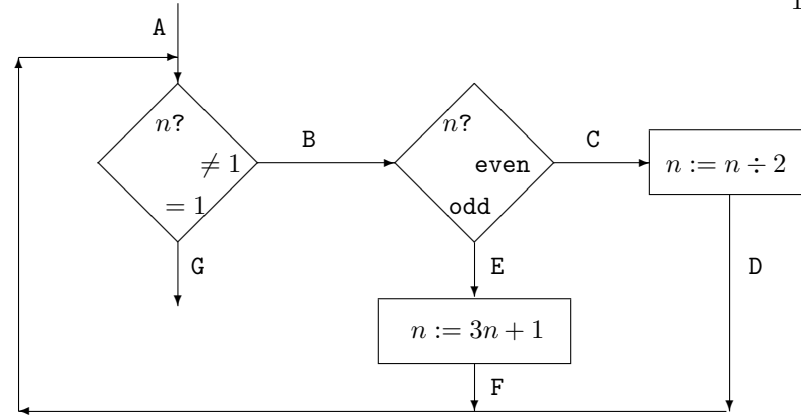 1
A
n?
≠ 1
= 1
B
n?
even
odd
C
n := n ÷ 2
G
E
D
n := 3n + 1
F